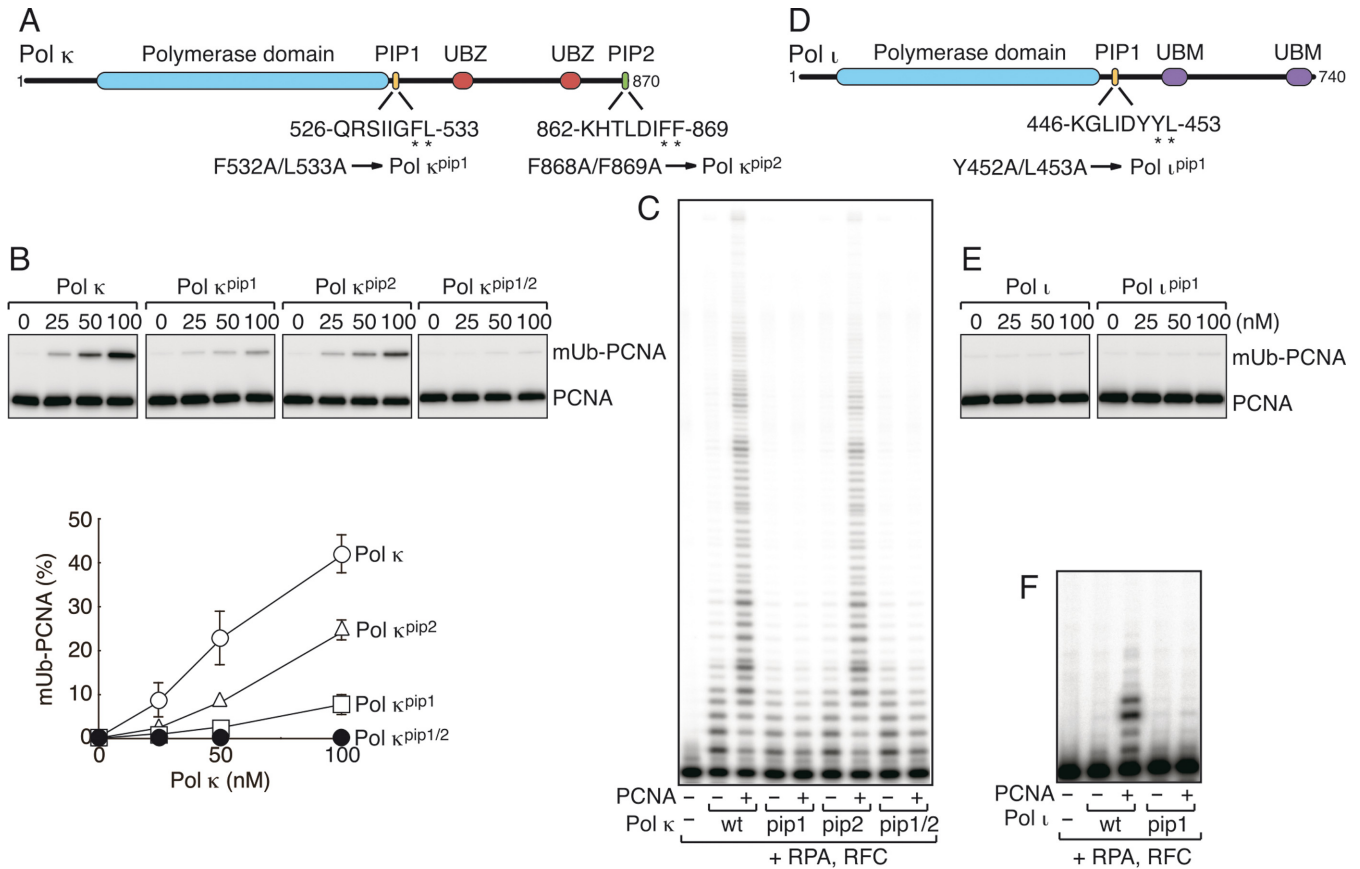 A
Pol κ
Polymerase domain
PIP1
UBZ
UBZ
PIP2
1
870
526-QRSIIGFL-533
862-KHTLDIFF-869
* *
* *
F532A/L533A → Pol κpip1
F868A/F869A → Pol κpip2
D
Pol ι
Polymerase domain
PIP1
UBM
UBM
1
740
446-KGLIDYYL-453
* *
Y452A/L453A → Pol ιpip1
B
Pol κ
Pol κpip1
Pol κpip2
Pol κpip1/2
0 25 50 100
0 25 50 100
0 25 50 100
0 25 50 100
mUb-PCNA
PCNA
mUb-PCNA (%)
50
40
30
20
10
0
0
50
100
Pol κ (nM)
Pol κ
Pol κpip2
Pol κpip1
Pol κpip1/2
C
PCNA – – + – + – + – +
Pol κ – wt pip1 pip2 pip1/2
+ RPA, RFC
E
Pol ι
Pol ιpip1
0 25 50 100
0 25 50 100 (nM)
mUb-PCNA
PCNA
F
PCNA – – + – +
Pol ι – wt pip1
+ RPA, RFC